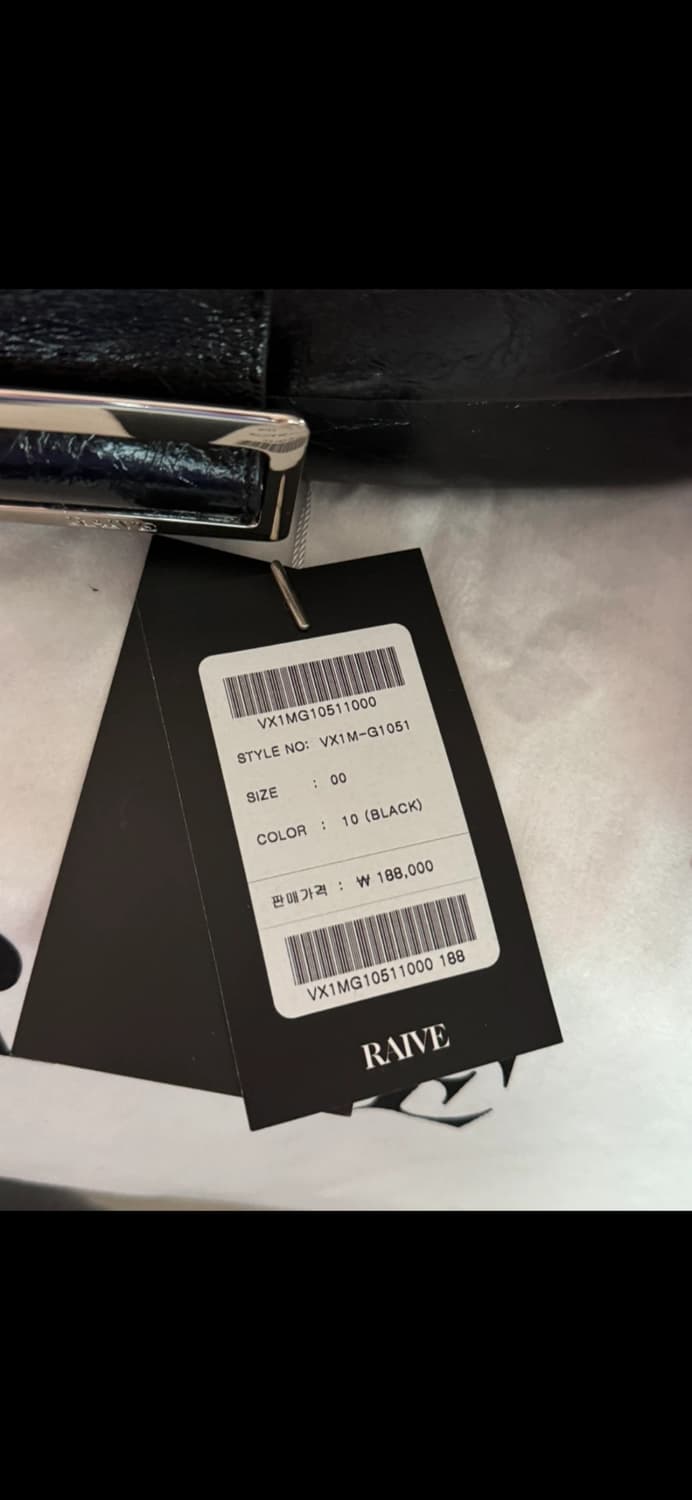 VX1MG10511000
STYLE NO: VX1M-G1051
SIZE : 00
COLOR : 10 (BLACK)
판매가격 : ₩ 188,000
VX1MG10511000 188
RAIVE